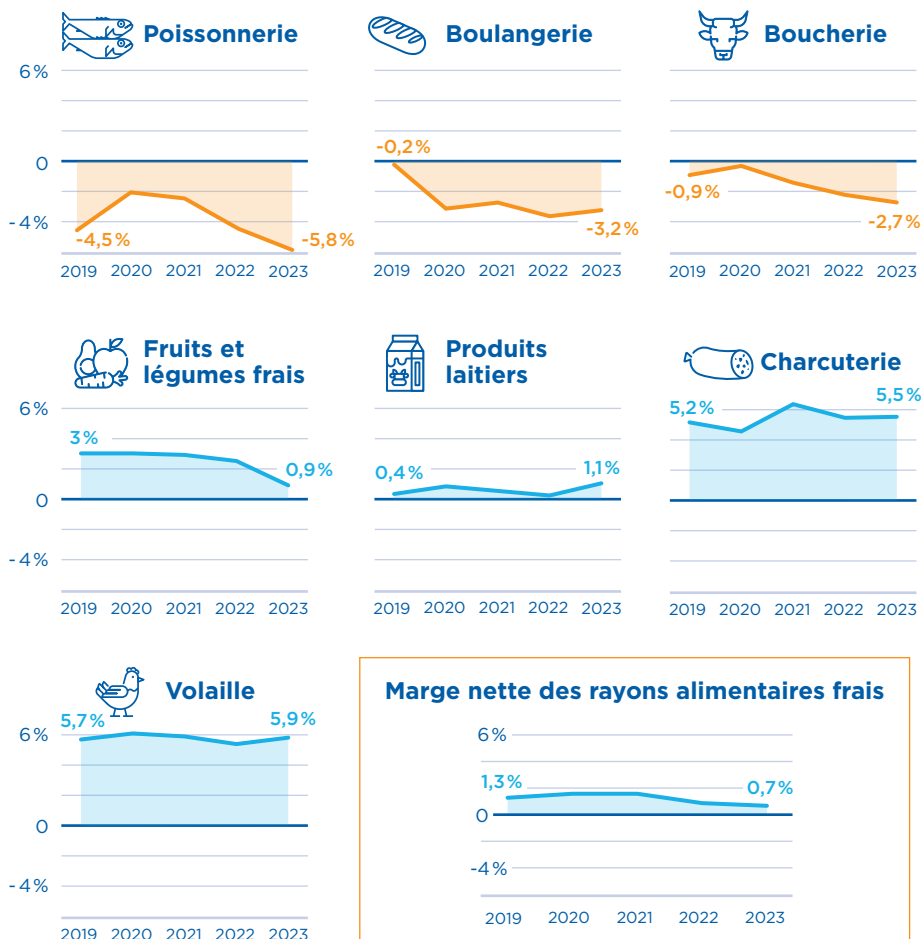 Poissonnerie
6 %
0
-4 %
-4,5 %
-5,8 %
2019 2020 2021 2022 2023
Boulangerie
-0,2 %
-3,2 %
2019 2020 2021 2022 2023
Boucherie
-0,9 %
-2,7 %
2019 2020 2021 2022 2023
Fruits et
légumes frais
6 %
3 %
0,9 %
0
-4 %
2019 2020 2021 2022 2023
Produits
laitiers
0,4 %
1,1 %
2019 2020 2021 2022 2023
Charcuterie
5,2 %
5,5 %
2019 2020 2021 2022 2023
Volaille
5,7 %
5,9 %
6 %
0
-4 %
2019 2020 2021 2022 2023
Marge nette des rayons alimentaires frais
6 %
1,3 %
0,7 %
0
-4 %
2019 2020 2021 2022 2023